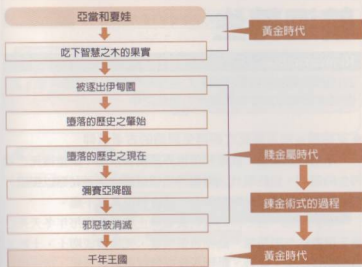 亞當和夏娃
吃下智慧之木的果實
被逐出伊甸園
墮落的歷史之肇始
墮落的歷史之現在
彌賽亞降臨
邪惡被消滅
千年王國
黃金時代
賤金屬時代
鍊金術式的過程
黃金時代